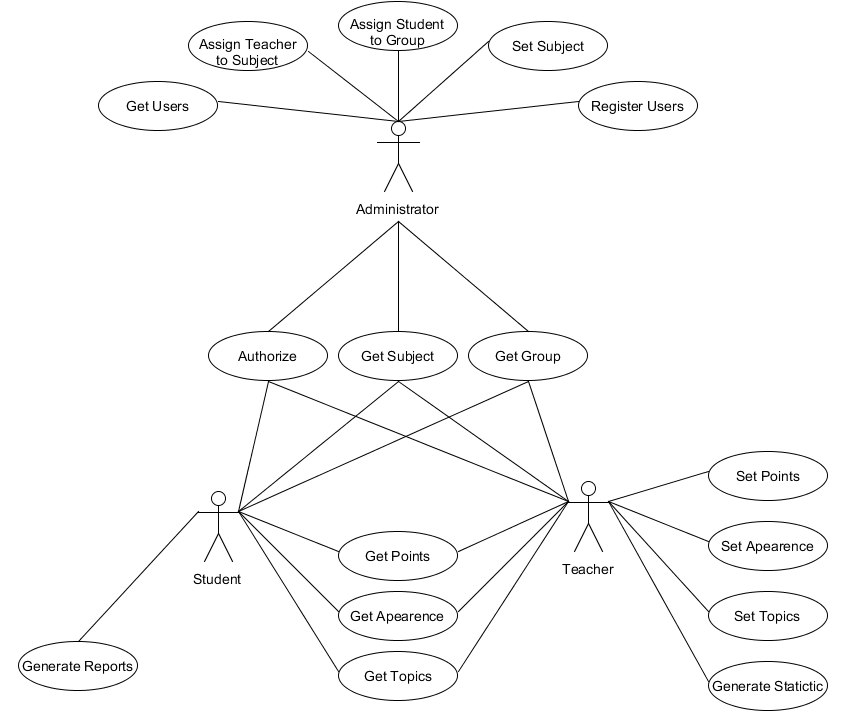 Assign Student
to Group
Assign Teacher
to Subject
Set Subject
Get Users
Register Users
Administrator
Authorize
Get Subject
Get Group
Set Points
Get Points
Set Apearence
Teacher
Student
Get Apearence
Set Topics
Generate Reports
Get Topics
Generate Statictic